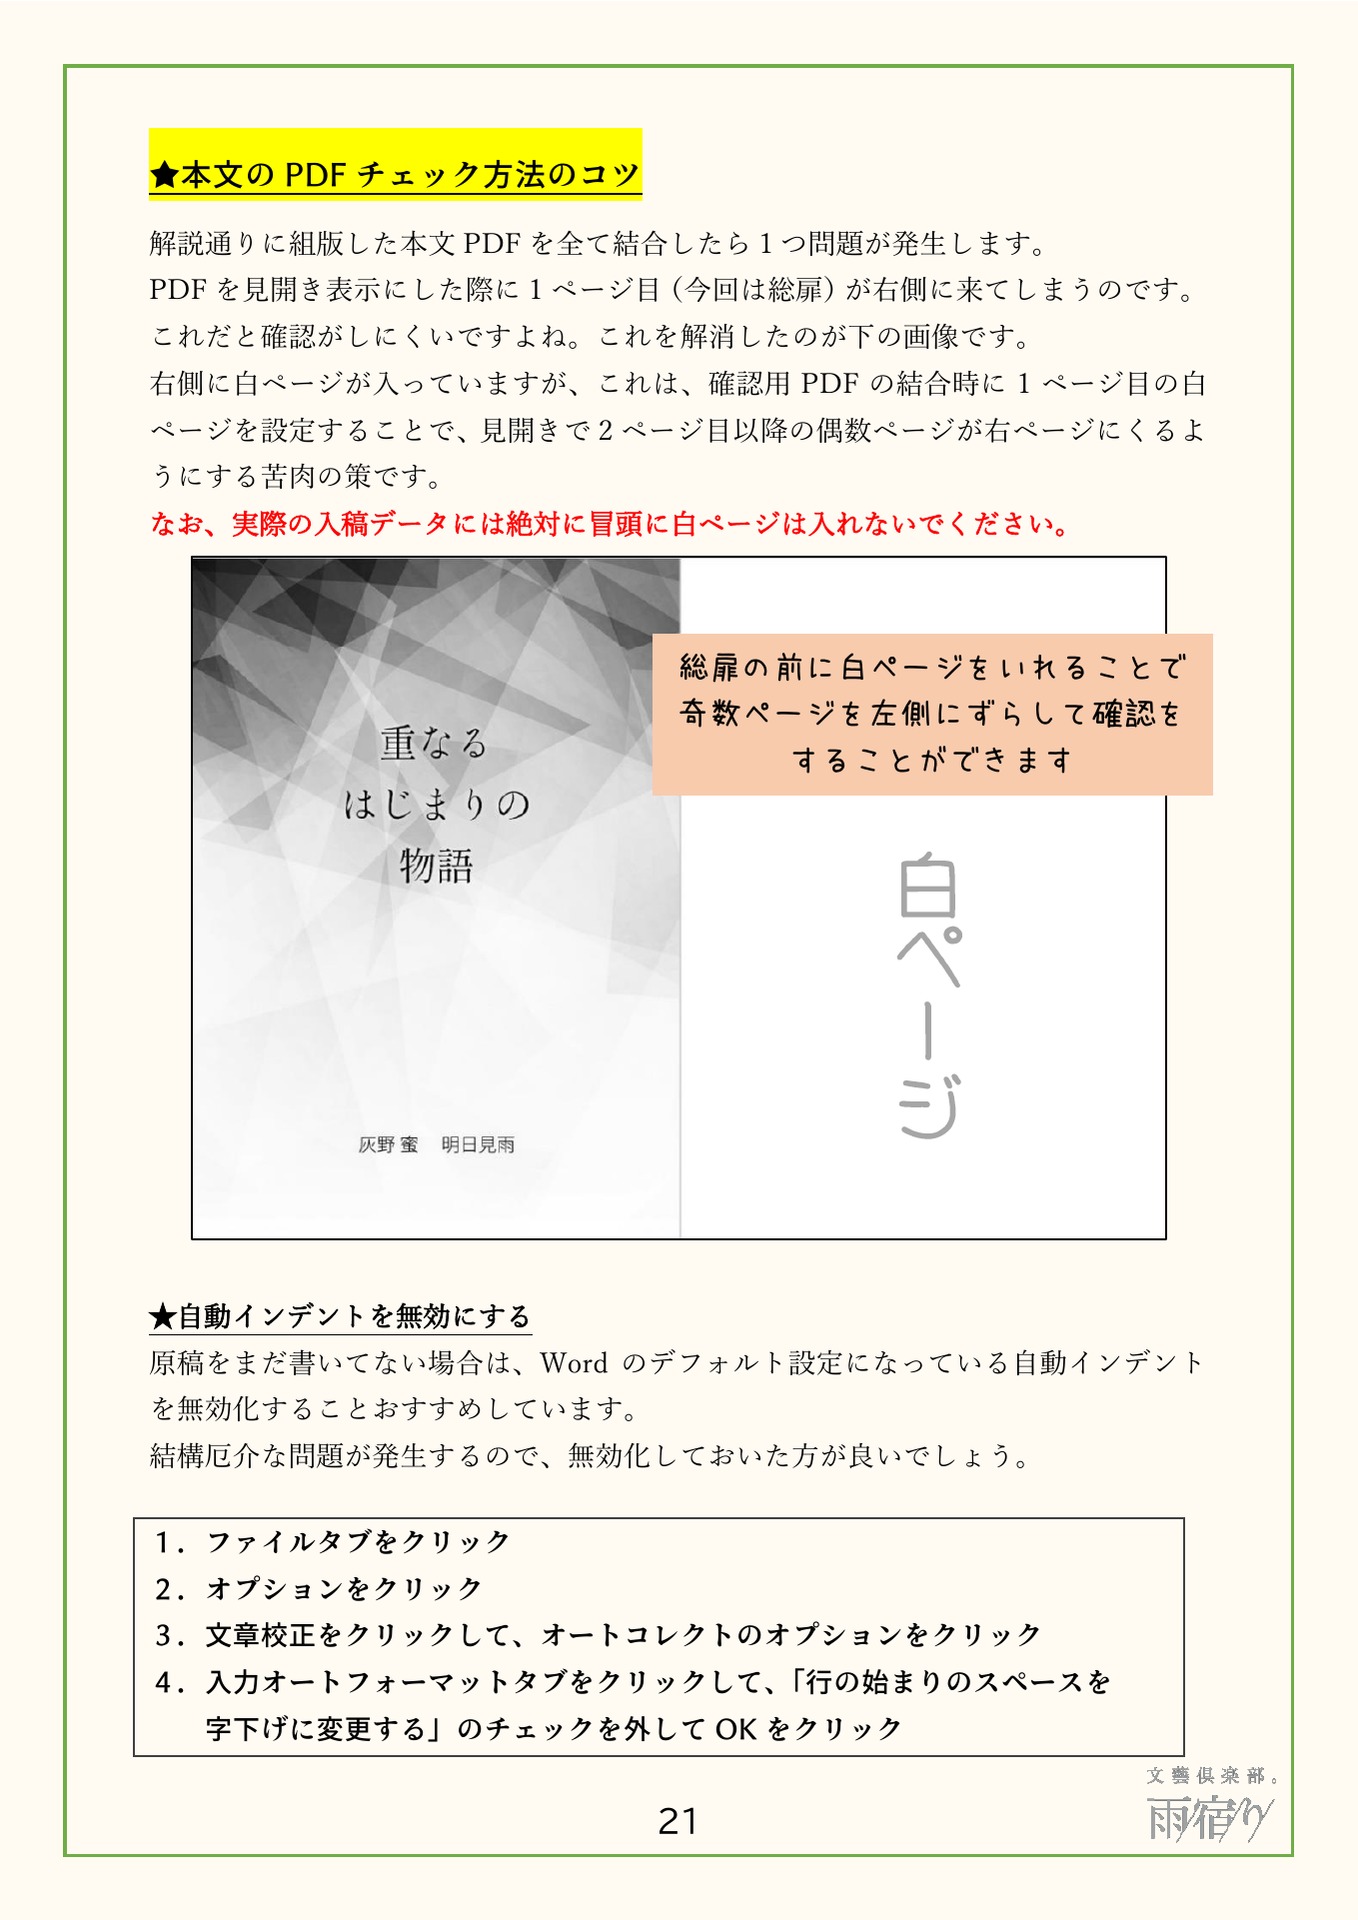 ★本文の PDF チェック方法のコツ
解説通りに組版した本文 PDF を全て結合したら 1 つ問題が発生します。
PDF を見開き表示にした際に 1 ページ目（今回は総扉）が右側に来てしまうのです。
これだと確認がしにくいですよね。これを解消したのが下の画像です。
右側に白ページが入っていますが、これは、確認用 PDF の結合時に 1 ページ目の白
ページを設定することで、見開きで 2 ページ目以降の偶数ページが右ページにくるよ
うにする苦肉の策です。
なお、実際の入稿データには絶対に冒頭に白ページは入れないでください。
総扉の前に白ページをいれることで
奇数ページを左側にずらして確認を
することができます
重なる
はじまりの
物語
灰野 蜜　明日見雨
白ページ
★自動インデントを無効にする
原稿をまだ書いてない場合は、Word のデフォルト設定になっている自動インデント
を無効化することおすすめしています。
結構厄介な問題が発生するので、無効化しておいた方が良いでしょう。
1．ファイルタブをクリック
2．オプションをクリック
3．文章校正をクリックして、オートコレクトのオプションをクリック
4．入力オートフォーマットタブをクリックして、「行の始まりのスペースを
字下げに変更する」のチェックを外して OK をクリック
文藝倶楽部。
雨宿り
21